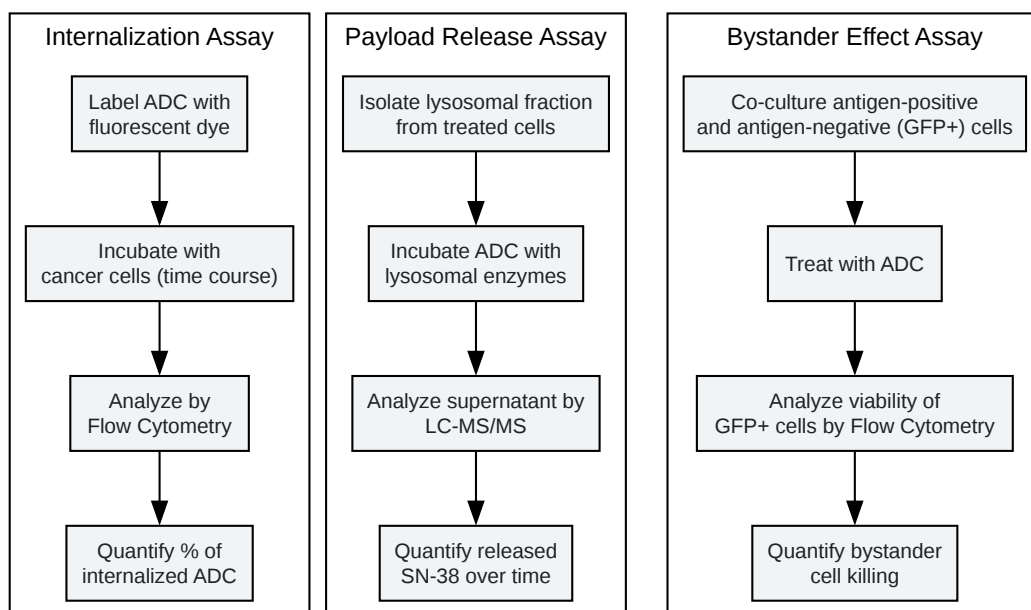 Internalization Assay
Label ADC with
fluorescent dye
Incubate with
cancer cells (time course)
Analyze by
Flow Cytometry
Quantify % of
internalized ADC
Payload Release Assay
Isolate lysosomal fraction
from treated cells
Incubate ADC with
lysosomal enzymes
Analyze supernatant by
LC-MS/MS
Quantify released
SN-38 over time
Bystander Effect Assay
Co-culture antigen-positive
and antigen-negative (GFP+) cells
Treat with ADC
Analyze viability of
GFP+ cells by Flow Cytometry
Quantify bystander
cell killing